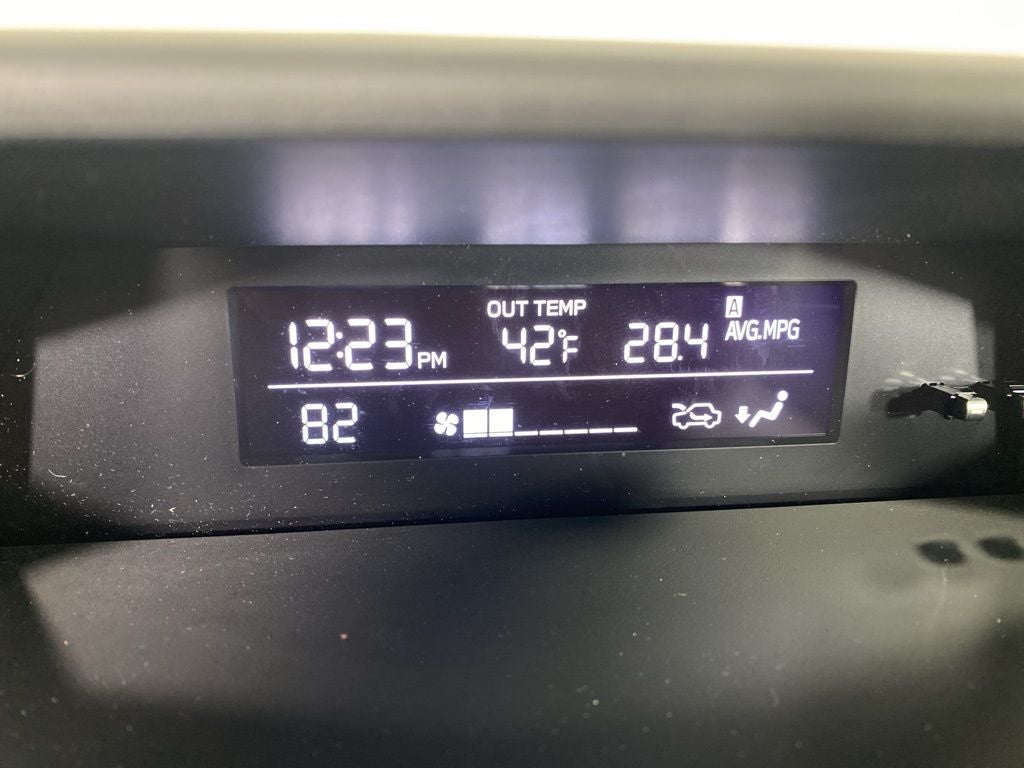 OUT TEMP A
12:23 PM 42°F 28.4 AVG.MPG
82